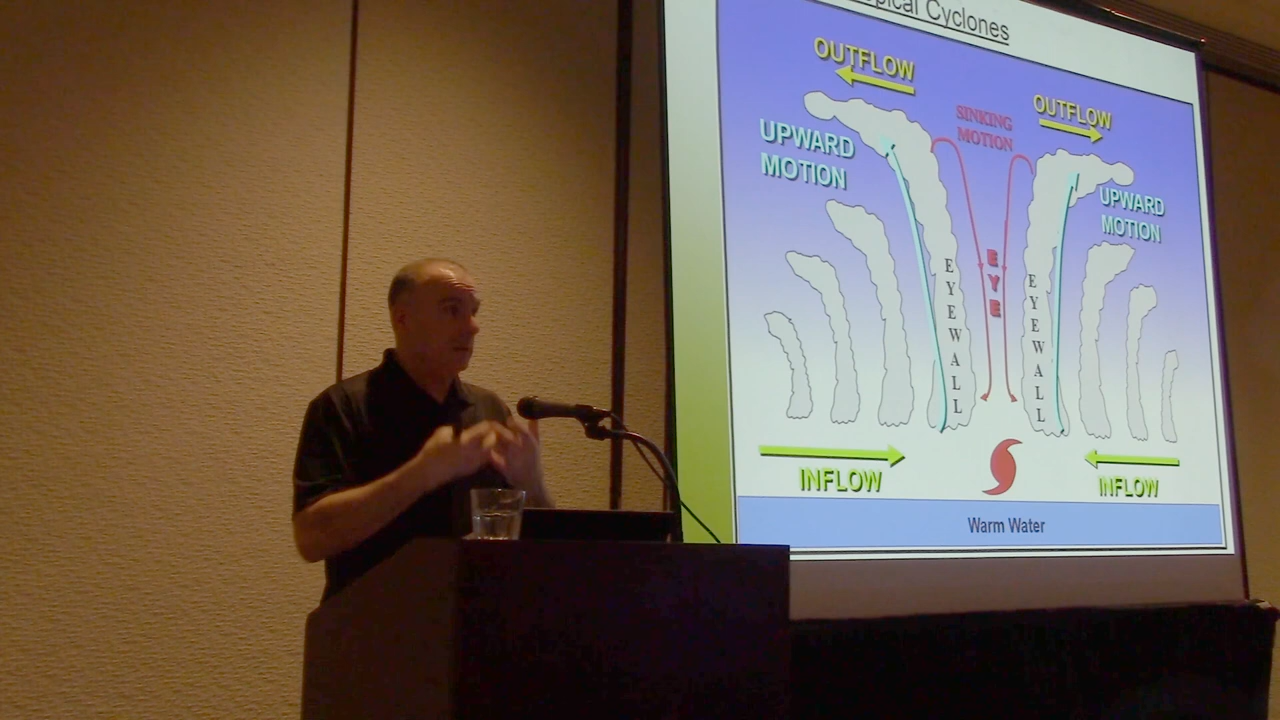 Cyclones
OUTFLOW
OUTFLOW
SINKING
MOTION
UPWARD
MOTION
UPWARD
MOTION
EYE
EYEWALL
EYEWALL
INFLOW
INFLOW
Warm Water